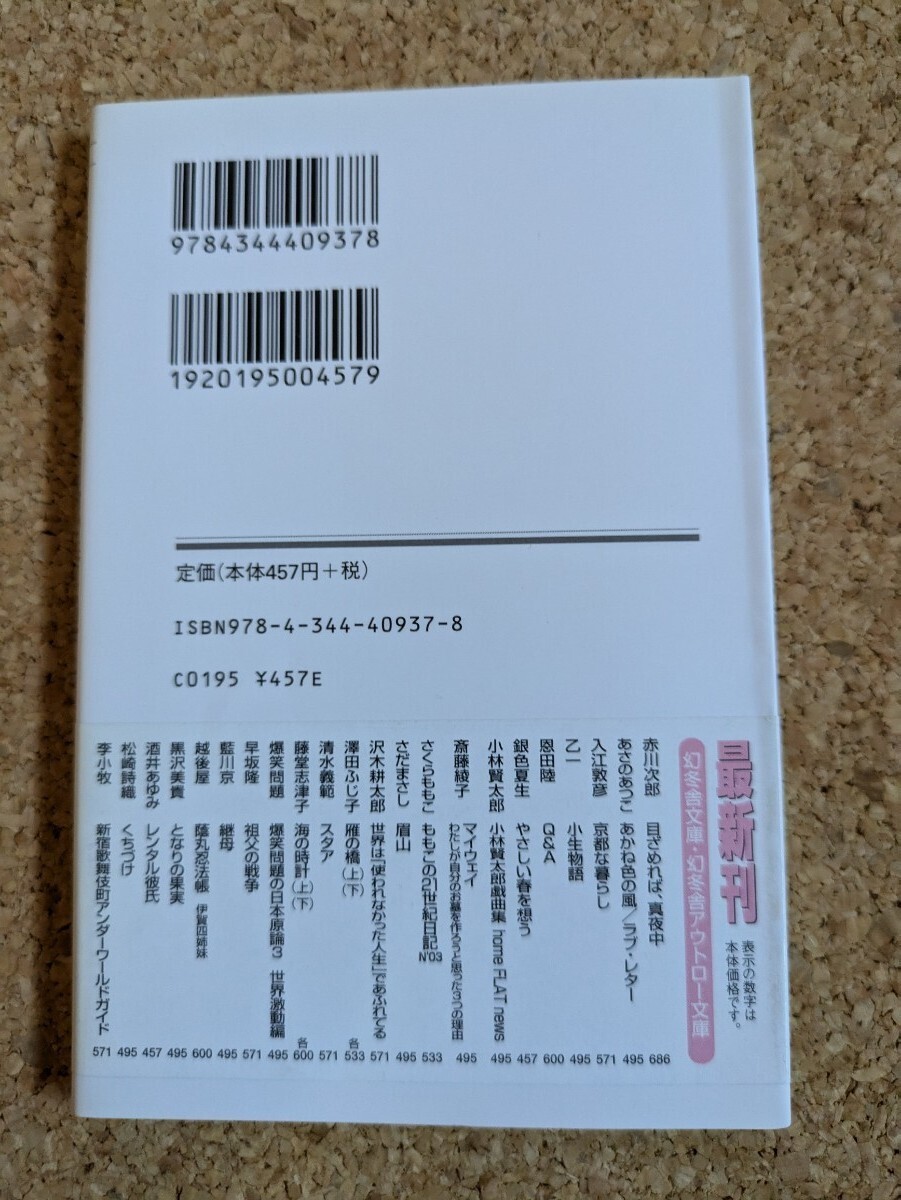 9784344409378
1920195004579
定価(本体457円+税)
ISBN978-4-344-40937-8
C0195 ¥457E
最新刊
表示の数字は
本体価格です。
幻冬舎文庫・幻冬舎アウトロー文庫
赤川次郎 目ざめれば、真夜中 686
あさのあつこ あかね色の風/ラブ・レター 495
入江敦彦 京都な暮らし 571
乙一 小生物語 495
恩田陸 Q&A 600
銀色夏生 やさしい春を想う 457
小林賢太郎 小林賢太郎戯曲集 home FLAT news 495
斎藤綾子 マイウェイ わたしが自分のお墓を作ろうと思った3つの理由 495
さくらももこ ももこの21世紀日記 N'03 533
さだまさし 眉山 495
沢木耕太郎 世界は「使われなかった人生」であふれてる 571
澤田ふじ子 雁の橋(上)(下) 各533
清水義範 スタア 571
藤堂志津子 海の時計(上)(下) 各600
爆笑問題 爆笑問題の日本原論3 世界激動編 495
早坂隆 祖父の戦争 571
藍川京 継母 495
越後屋 蔭丸忍法帳 伊賀四姉妹 600
黒沢美貴 となりの果実 495
酒井あゆみ レンタル彼氏 457
松崎詩織 くちづけ 495
李小牧 新宿歌舞伎町アンダーワールドガイド 571